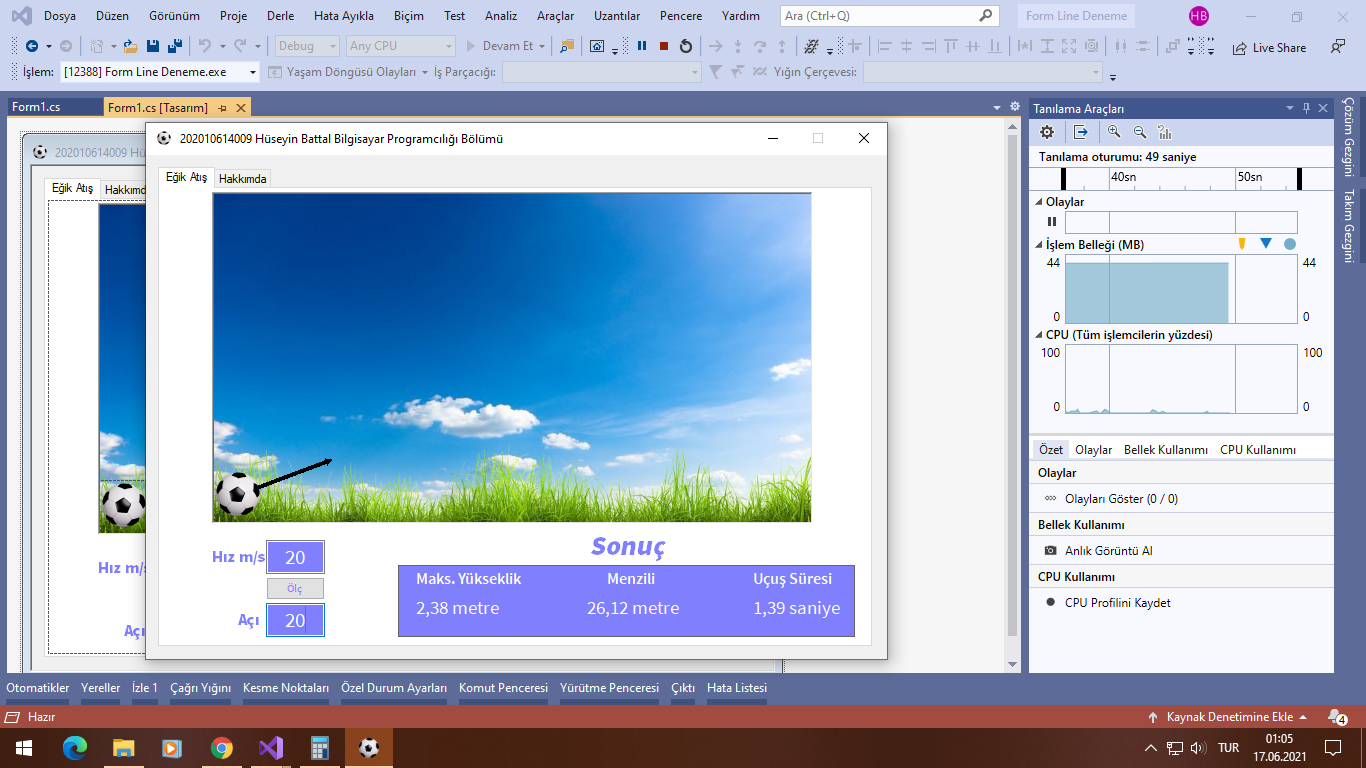 Dosya Düzen Görünüm Proje Derle Hata Ayıkla Biçim Test Analiz Araçlar Uzantılar Pencere Yardım Ara (Ctrl+Q) Form Line Deneme HB
Debug Any CPU Devam Et Live Share
İşlem: [12388] Form Line Deneme.exe Yaşam Döngüsü Olayları İş Parçacığı: Yığın Çerçevesi:
Form1.cs Form1.cs [Tasarım]
202010614009 Hü
Eğik Atış Hakkımd
Hız m/s
Açı
202010614009 Hüseyin Battal Bilgisayar Programcılığı Bölümü
Eğik Atış Hakkımda
Hız m/s 20
Ölç
Açı 20
Sonuç
Maks. Yükseklik Menzili Uçuş Süresi
2,38 metre 26,12 metre 1,39 saniye
Tanılama Araçları
Tanılama oturumu: 49 saniye
40sn 50sn
Olaylar
İşlem Belleği (MB)
44 44
0 0
CPU (Tüm işlemcilerin yüzdesi)
100 100
0 0
Özet Olaylar Bellek Kullanımı CPU Kullanımı
Olaylar
Olayları Göster (0 / 0)
Bellek Kullanımı
Anlık Görüntü Al
CPU Kullanımı
CPU Profilini Kaydet
Çözüm Gezgini
Takım Gezgini
Otomatikler Yereller İzle 1 Çağrı Yığını Kesme Noktaları Özel Durum Ayarları Komut Penceresi Yürütme Penceresi Çıktı Hata Listesi
Hazır Kaynak Denetimine Ekle 4
TUR 01:05
17.06.2021